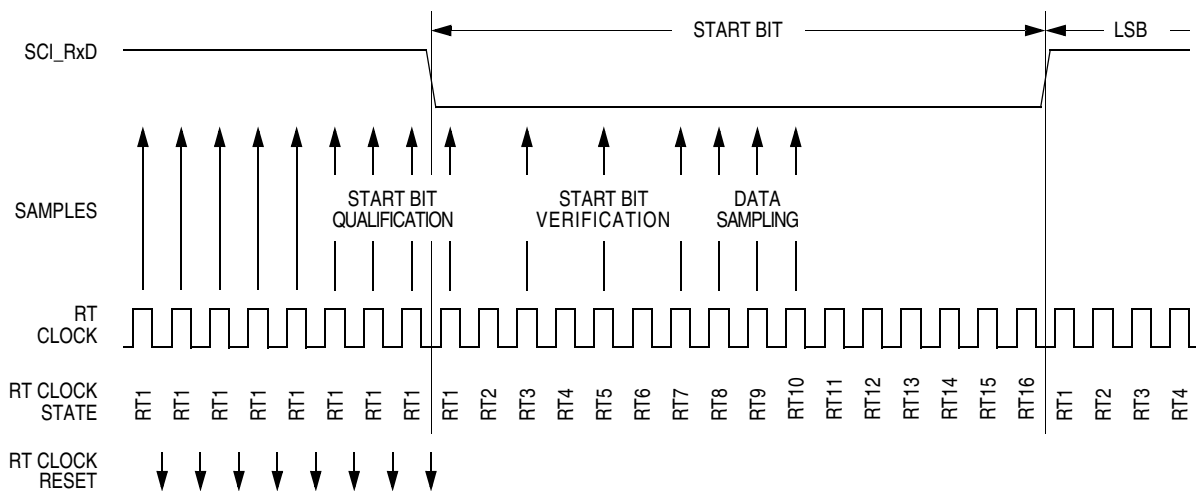 START BIT
LSB
SCI_RxD
SAMPLES
START BIT
QUALIFICATION
START BIT
VERIFICATION
DATA
SAMPLING
RT
CLOCK
RT CLOCK
STATE
RT1 RT1 RT1 RT1 RT1 RT1 RT1 RT1 RT1 RT2 RT3 RT4 RT5 RT6 RT7 RT8 RT9 RT10 RT11 RT12 RT13 RT14 RT15 RT16 RT1 RT2 RT3 RT4
RT CLOCK
RESET